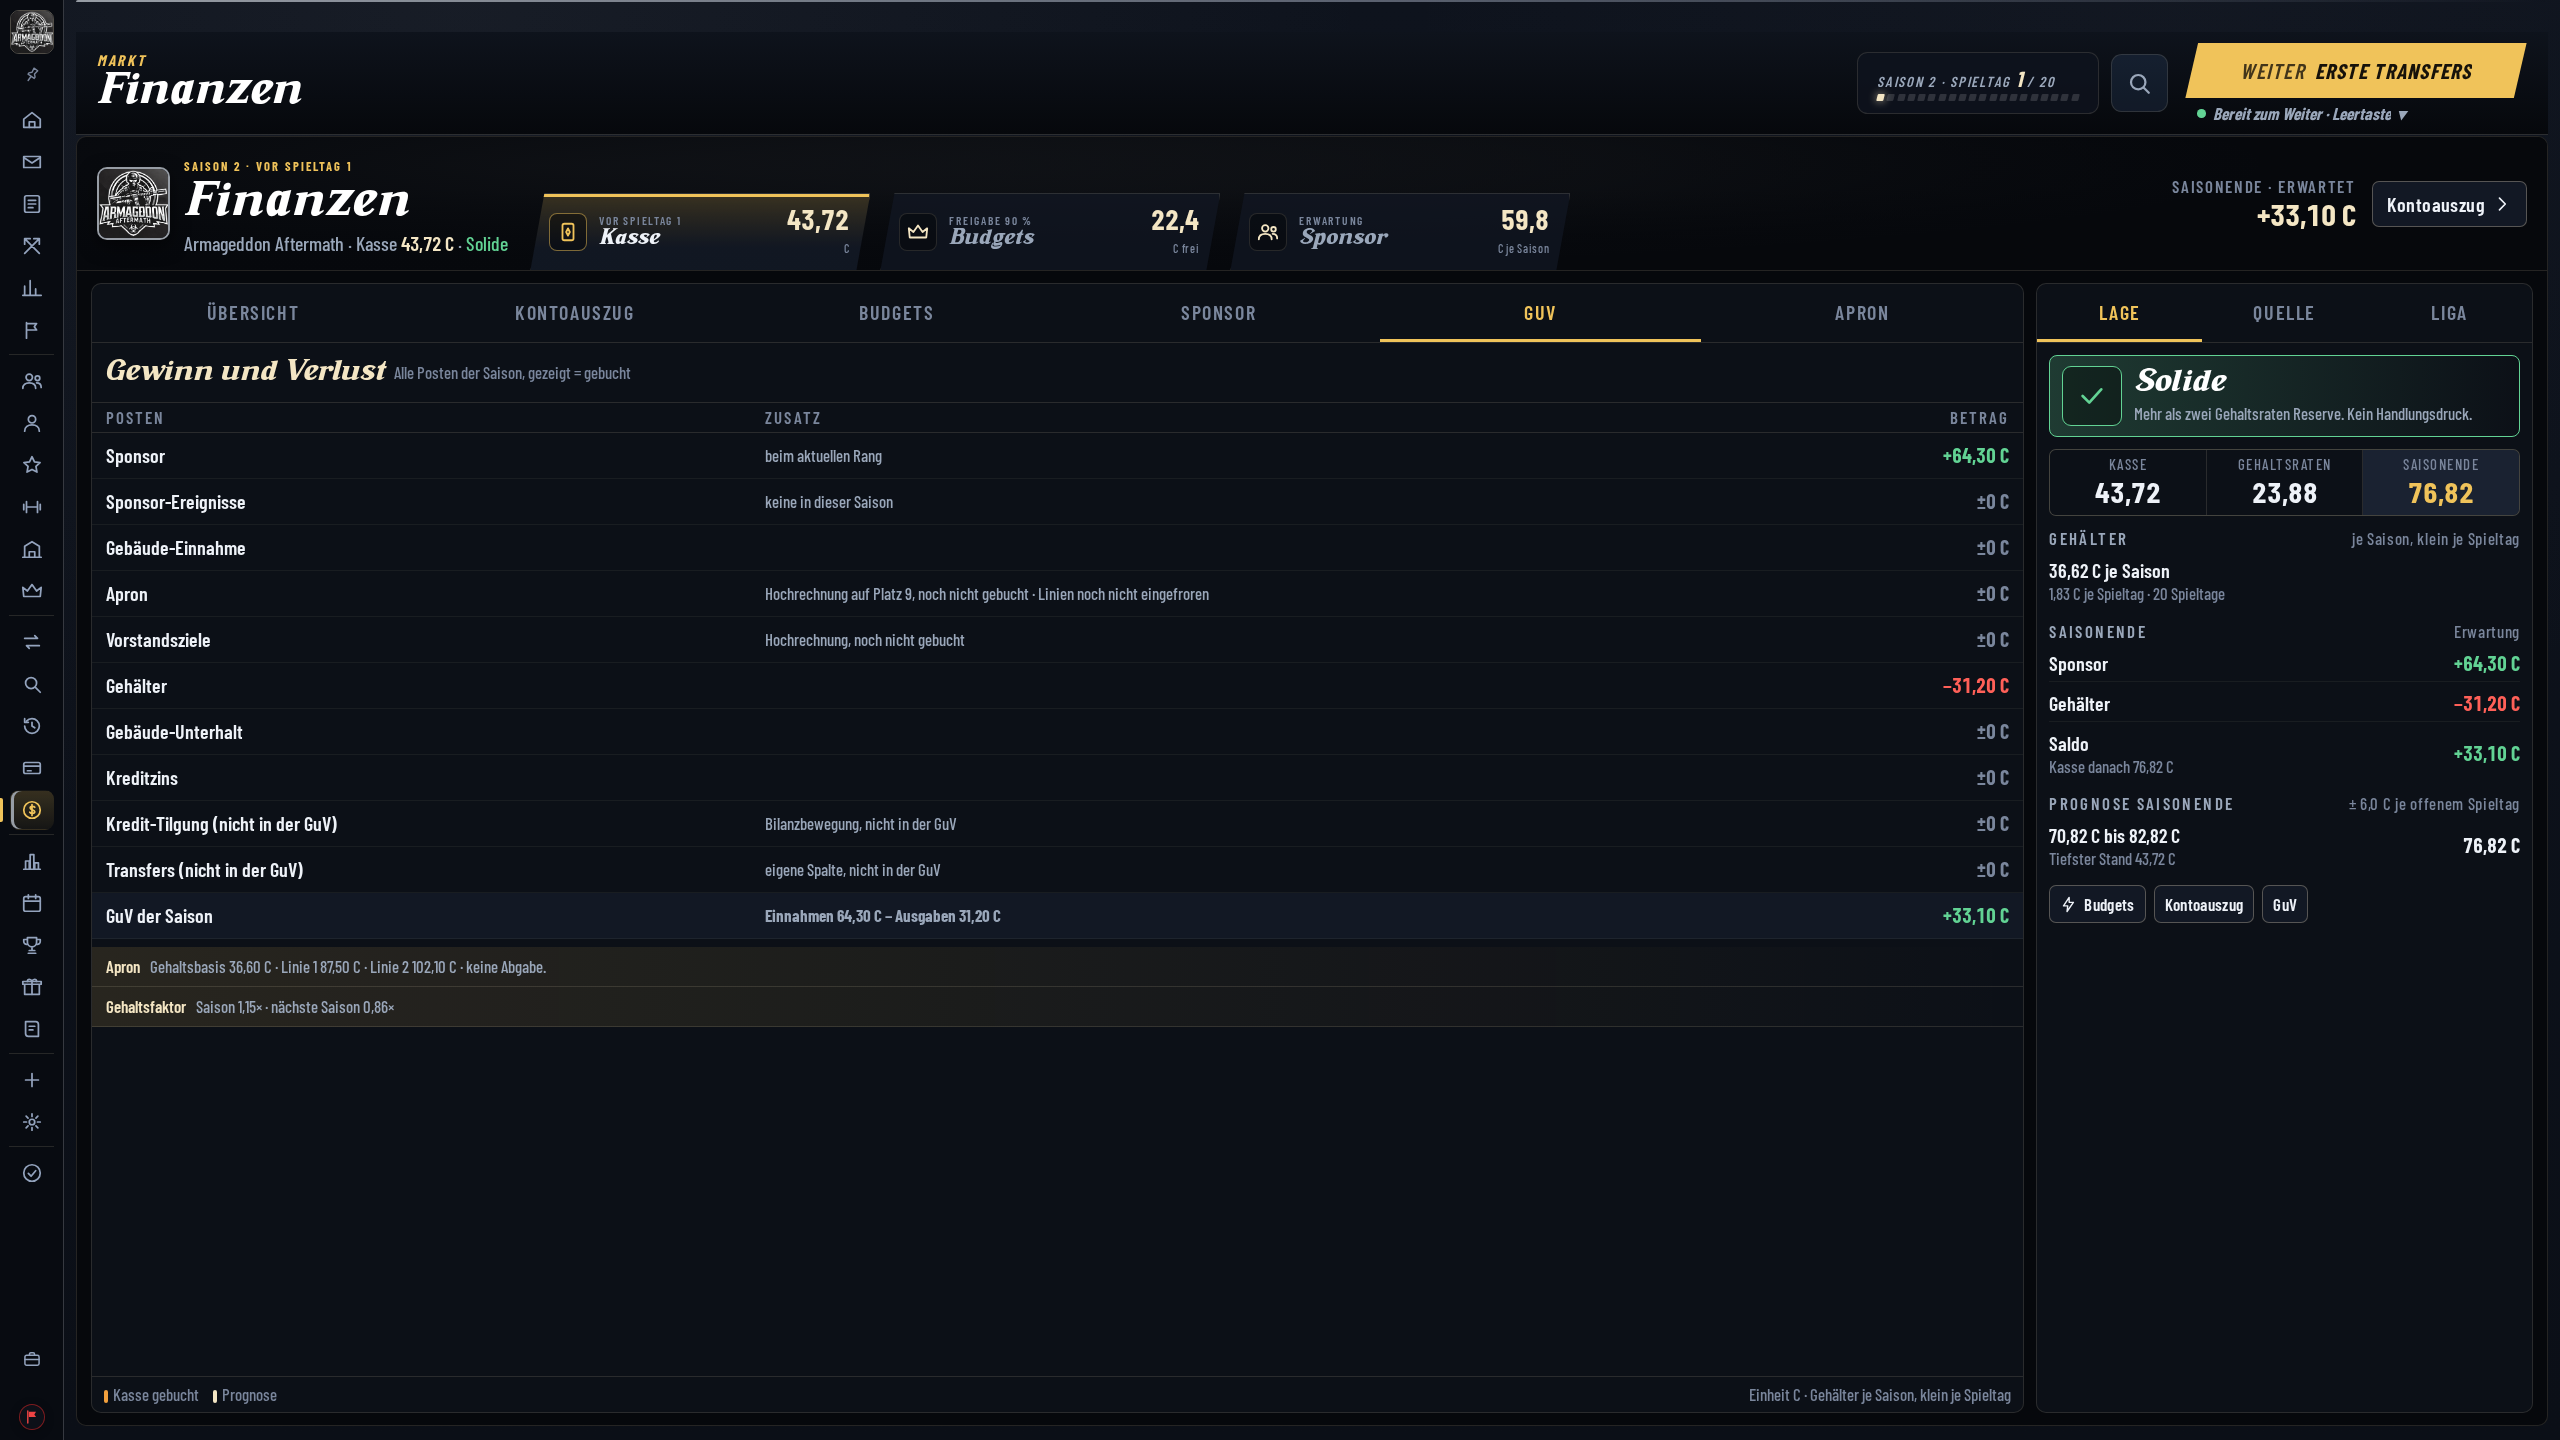 MARKT
Finanzen
SAISON 2 · SPIELTAG 1 / 20
WEITER ERSTE TRANSFERS
Bereit zum Weiter · Leertaste ▼
ARMAGEDDON
AFTERMATH
SAISON 2 · VOR SPIELTAG 1
Finanzen
Armageddon Aftermath · Kasse 43,72 C · Solide
VOR SPIELTAG 1
Kasse
43,72
C
FREIGABE 90 %
Budgets
22,4
C frei
ERWARTUNG
Sponsor
59,8
C je Saison
SAISONENDE · ERWARTET
+33,10 C
Kontoauszug
ÜBERSICHT KONTOAUSZUG BUDGETS SPONSOR GUV APRON
Gewinn und Verlust Alle Posten der Saison, gezeigt = gebucht
POSTEN ZUSATZ BETRAG
Sponsor beim aktuellen Rang +64,30 C
Sponsor-Ereignisse keine in dieser Saison ±0 C
Gebäude-Einnahme ±0 C
Apron Hochrechnung auf Platz 9, noch nicht gebucht · Linien noch nicht eingefroren ±0 C
Vorstandsziele Hochrechnung, noch nicht gebucht ±0 C
Gehälter −31,20 C
Gebäude-Unterhalt ±0 C
Kreditzins ±0 C
Kredit-Tilgung (nicht in der GuV) Bilanzbewegung, nicht in der GuV ±0 C
Transfers (nicht in der GuV) eigene Spalte, nicht in der GuV ±0 C
GuV der Saison Einnahmen 64,30 C − Ausgaben 31,20 C +33,10 C
Apron Gehaltsbasis 36,60 C · Linie 1 87,50 C · Linie 2 102,10 C · keine Abgabe.
Gehaltsfaktor Saison 1,15× · nächste Saison 0,86×
Kasse gebucht Prognose
Einheit C · Gehälter je Saison, klein je Spieltag
LAGE QUELLE LIGA
Solide
Mehr als zwei Gehaltsraten Reserve. Kein Handlungsdruck.
KASSE GEHALTSRATEN SAISONENDE
43,72 23,88 76,82
GEHÄLTER je Saison, klein je Spieltag
36,62 C je Saison
1,83 C je Spieltag · 20 Spieltage
SAISONENDE Erwartung
Sponsor +64,30 C
Gehälter −31,20 C
Saldo +33,10 C
Kasse danach 76,82 C
PROGNOSE SAISONENDE ± 6,0 C je offenem Spieltag
70,82 C bis 82,82 C 76,82 C
Tiefster Stand 43,72 C
Budgets Kontoauszug GuV